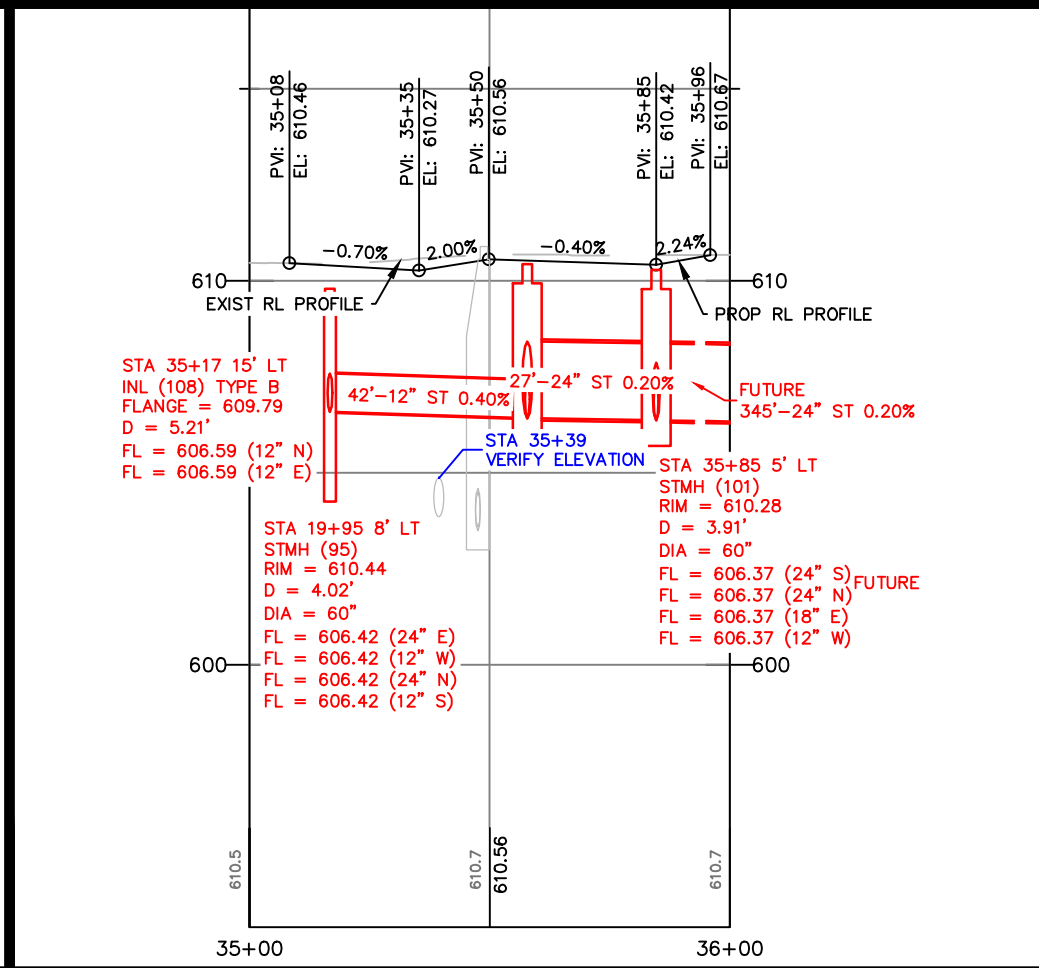 PVI: 35+08
EL: 610.46
PVI: 35+35
EL: 610.27
PVI: 35+50
EL: 610.56
PVI: 35+85
EL: 610.42
PVI: 35+96
EL: 610.67
-0.70%
2.00%
-0.40%
2.24%
610
610
EXIST RL PROFILE
PROP RL PROFILE
STA 35+17 15' LT
INL (108) TYPE B
FLANGE = 609.79
D = 5.21'
FL = 606.59 (12" N)
FL = 606.59 (12" E)
42'-12" ST 0.40%
27'-24" ST 0.20%
FUTURE
345'-24" ST 0.20%
STA 35+39
VERIFY ELEVATION
STA 35+85 5' LT
STMH (101)
RIM = 610.28
D = 3.91'
DIA = 60"
FL = 606.37 (24" S)
FL = 606.37 (24" N)
FL = 606.37 (18" E)
FL = 606.37 (12" W)
FUTURE
STA 19+95 8' LT
STMH (95)
RIM = 610.44
D = 4.02'
DIA = 60"
FL = 606.42 (24" E)
FL = 606.42 (12" W)
FL = 606.42 (24" N)
FL = 606.42 (12" S)
600
600
610.5
610.7
610.56
610.7
35+00
36+00